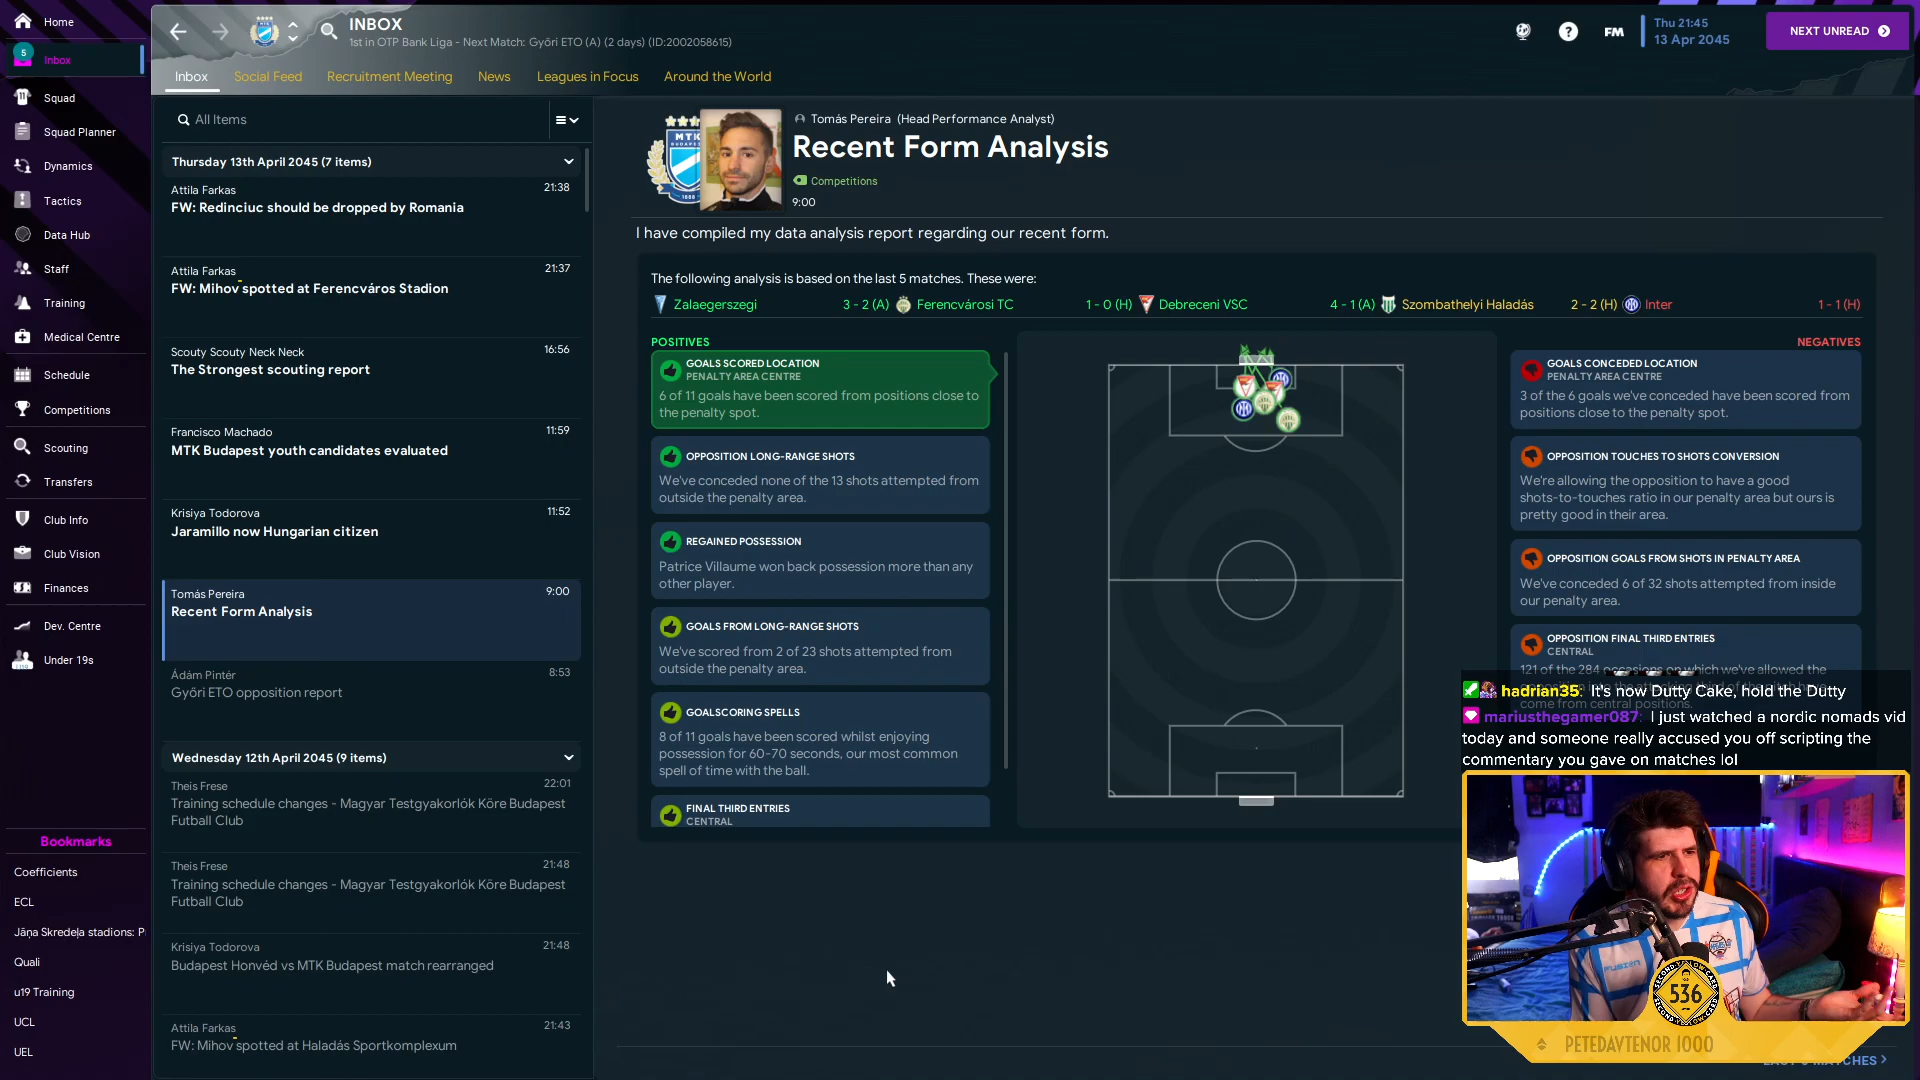 Home
5
Inbox
Squad
Squad Planner
Dynamics
Tactics
Data Hub
Staff
Training
Medical Centre
Schedule
Competitions
Scouting
Transfers
Club Info
Club Vision
Finances
Dev. Centre
Under 19s
Bookmarks
Coefficients
ECL
Jāņa Skredeļa stadions: P
Quali
u19 Training
UCL
UEL
INBOX
1st in OTP Bank Liga - Next Match: Győri ETO (A) (2 days) (ID:2002058615)
FM
Thu 21:45
13 Apr 2045
NEXT UNREAD
Inbox Social Feed Recruitment Meeting News Leagues in Focus Around the World
All Items
Thursday 13th April 2045 (7 items)
Attila Farkas 21:38
FW: Redinciuc should be dropped by Romania
Attila Farkas 21:37
FW: Mihov spotted at Ferencváros Stadion
Scouty Scouty Neck Neck 16:56
The Strongest scouting report
Francisco Machado 11:59
MTK Budapest youth candidates evaluated
Krisiya Todorova 11:52
Jaramillo now Hungarian citizen
Tomás Pereira 9:00
Recent Form Analysis
Ádám Pintér 8:53
Győri ETO opposition report
Wednesday 12th April 2045 (9 items)
Theis Frese 22:01
Training schedule changes - Magyar Testgyakorlók Köre Budapest
Futball Club
Theis Frese 21:48
Training schedule changes - Magyar Testgyakorlók Köre Budapest
Futball Club
Krisiya Todorova 21:48
Budapest Honvéd vs MTK Budapest match rearranged
Attila Farkas 21:43
FW: Mihov spotted at Haladás Sportkomplexum
MTK
Tomás Pereira (Head Performance Analyst)
Recent Form Analysis
Competitions
9:00
I have compiled my data analysis report regarding our recent form.
The following analysis is based on the last 5 matches. These were:
Zalaegerszegi 3 - 2 (A) Ferencvárosi TC 1 - 0 (H) Debreceni VSC 4 - 1 (A) Szombathelyi Haladás 2 - 2 (H) Inter 1 - 1 (H)
POSITIVES
GOALS SCORED LOCATION
PENALTY AREA CENTRE
6 of 11 goals have been scored from positions close to
the penalty spot.
OPPOSITION LONG-RANGE SHOTS
We've conceded none of the 13 shots attempted from
outside the penalty area.
REGAINED POSSESSION
Patrice Villaume won back possession more than any
other player.
GOALS FROM LONG-RANGE SHOTS
We've scored from 2 of 23 shots attempted from
outside the penalty area.
GOALSCORING SPELLS
8 of 11 goals have been scored whilst enjoying
possession for 60-70 seconds, our most common
spell of time with the ball.
FINAL THIRD ENTRIES
CENTRAL
NEGATIVES
GOALS CONCEDED LOCATION
PENALTY AREA CENTRE
3 of the 6 goals we've conceded have been scored from
positions close to the penalty spot.
OPPOSITION TOUCHES TO SHOTS CONVERSION
We're allowing the opposition to have a good
shots-to-touches ratio in our penalty area but ours is
pretty good in their area.
OPPOSITION GOALS FROM SHOTS IN PENALTY AREA
We've conceded 6 of 32 shots attempted from inside
our penalty area.
OPPOSITION FINAL THIRD ENTRIES
CENTRAL
121 of the 284 occasions on which we've allowed the
come from central positions.
hadrian35: It's now Dutty Cake, hold the Dutty
mariusthegamer087: I just watched a nordic nomads vid
today and someone really accused you off scripting the
commentary you gave on matches lol
FUSION
SECOND YELLOW CARD
536
PETEDAVTENOR 1000
MATCHES